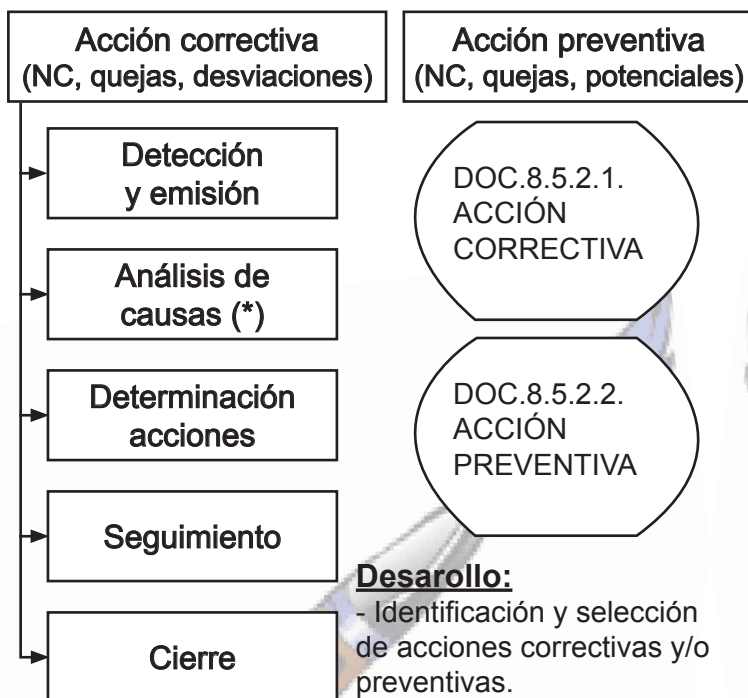 Acción correctiva
(NC, quejas, desviaciones)
Detección
y emisión
Análisis de
causas (*)
Determinación
acciones
Seguimiento
Cierre
Acción preventiva
(NC, quejas, potenciales)
DOC.8.5.2.1.
ACCIÓN
CORRECTIVA
DOC.8.5.2.2.
ACCIÓN
PREVENTIVA
Desarollo:
- Identificación y selección
de acciones correctivas y/o
preventivas.